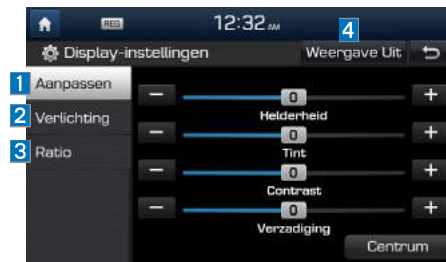 REG 12:32 AM
4
Display-instellingen Weergave Uit
1 Aanpassen
2 Verlichting
3 Ratio
− 0 +
Helderheid
− 0 +
Tint
− 0 +
Contrast
− 0 +
Verzadiging
Centrum